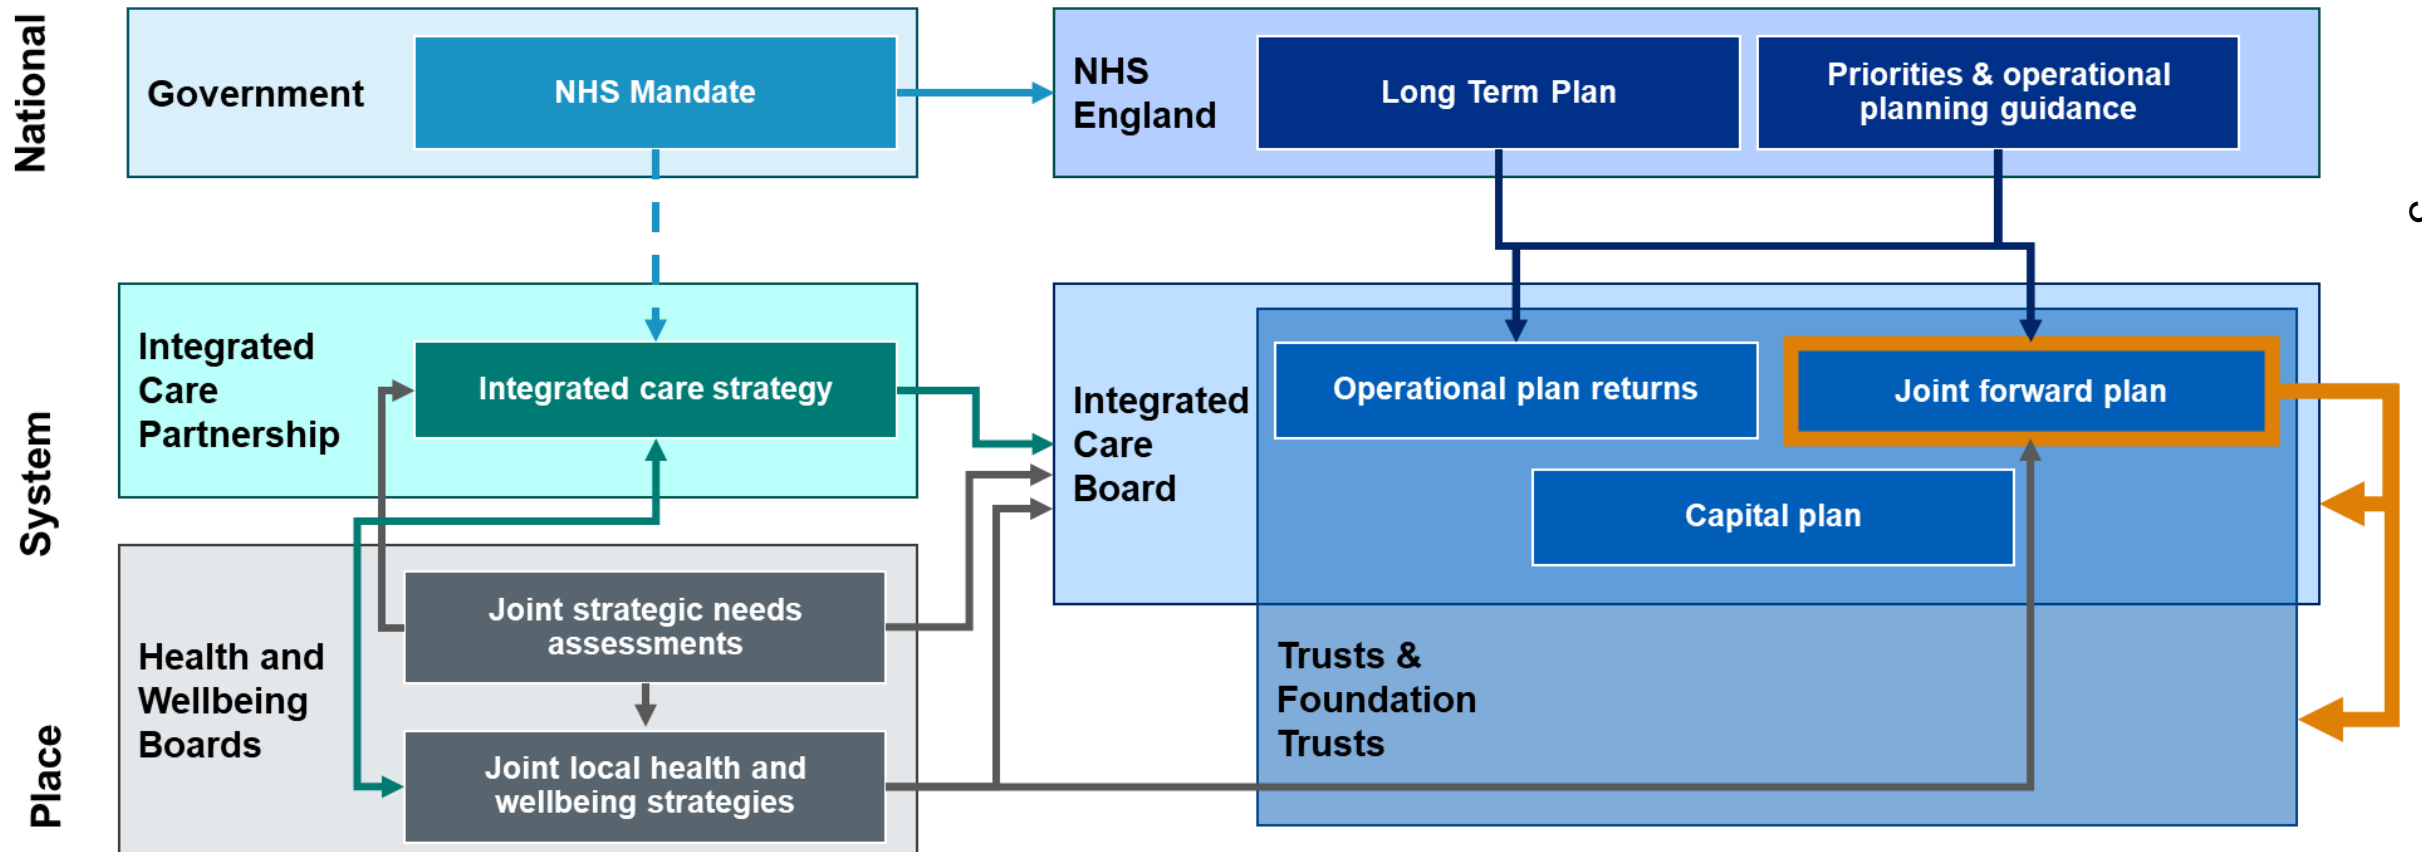 National
Government
NHS Mandate
NHS
England
Long Term Plan
Priorities & operational
planning guidance
System
Integrated
Care
Partnership
Integrated care strategy
Integrated
Care
Board
Operational plan returns
Joint forward plan
Capital plan
Place
Health and
Wellbeing
Boards
Joint strategic needs
assessments
Joint local health and
wellbeing strategies
Trusts &
Foundation
Trusts